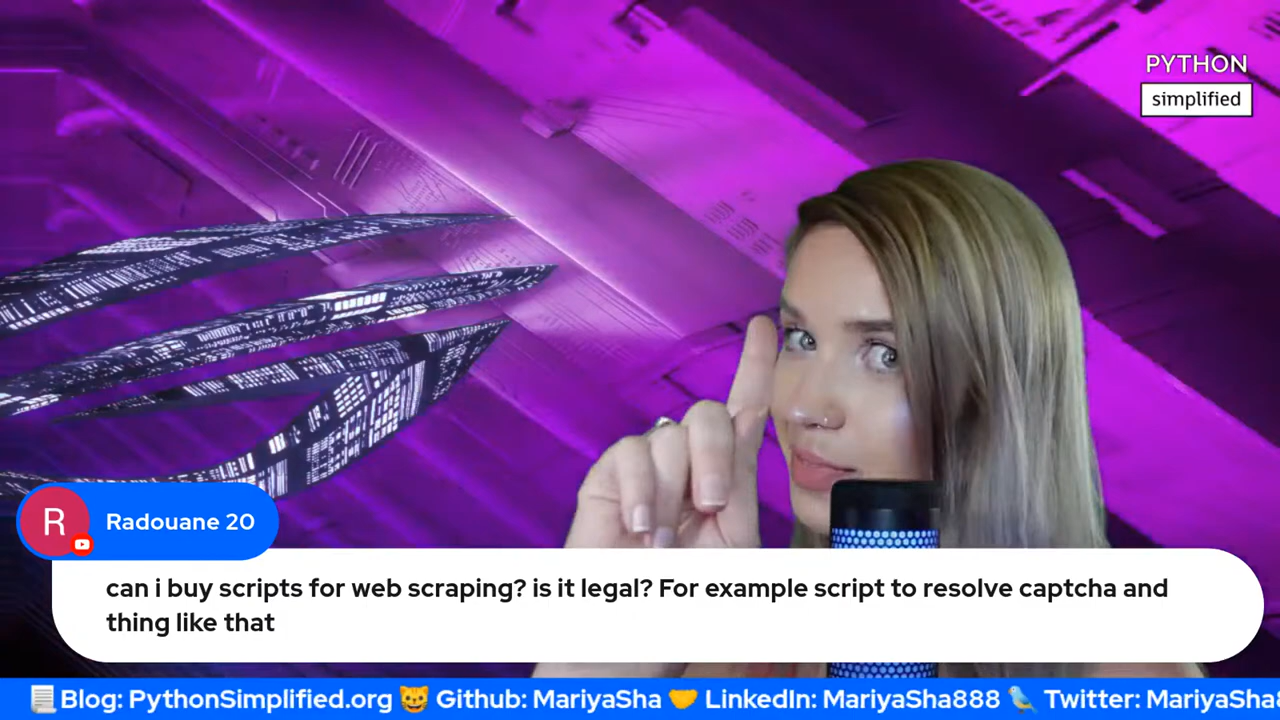 PYTHON
simplified
R
Radouane 20
can i buy scripts for web scraping? is it legal? For example script to resolve captcha and
thing like that
Blog: PythonSimplified.org 😺 Github: MariyaSha 🤝 LinkedIn: MariyaSha888 🐦 Twitter: MariyaSha8